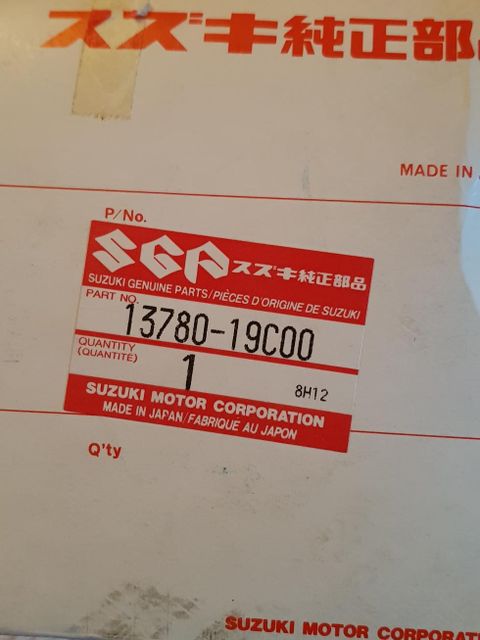 スズキ純正部品
MADE IN
P/No.
SGP スズキ純正部品
SUZUKI GENUINE PARTS/PIÈCES D'ORIGINE DE SUZUKI
PART NO.
13780-19C00
QUANTITY
(QUANTITÉ)
1
8H12
SUZUKI MOTOR CORPORATION
MADE IN JAPAN/FABRIQUE AU JAPON
Q'ty
SUZUKI MOTOR CORPORAT